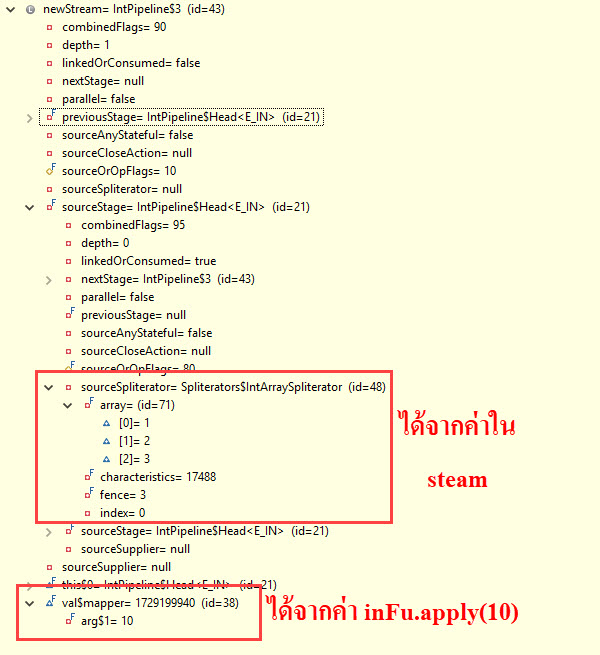 newStream= IntPipeline$3 (id=43)
combinedFlags= 90
depth= 1
linkedOrConsumed= false
nextStage= null
parallel= false
previousStage= IntPipeline$Head<E_IN> (id=21)
sourceAnyStateful= false
sourceCloseAction= null
sourceOrOpFlags= 10
sourceSpliterator= null
sourceStage= IntPipeline$Head<E_IN> (id=21)
combinedFlags= 95
depth= 0
linkedOrConsumed= true
nextStage= IntPipeline$3 (id=43)
parallel= false
previousStage= null
sourceAnyStateful= false
sourceCloseAction= null
sourceOrOpFlags= 80
sourceSpliterator= Spliterators$IntArraySpliterator (id=48)
array= (id=71)
[0]= 1
[1]= 2
[2]= 3
characteristics= 17488
fence= 3
index= 0
ได้จากค่าใน
steam
sourceStage= IntPipeline$Head<E_IN> (id=21)
sourceSupplier= null
sourceSupplier= null
this$0= IntPipeline$Head<E_IN> (id=21)
val$mapper= 1729199940 (id=38)
arg$1= 10
ได้จากค่า inFu.apply(10)